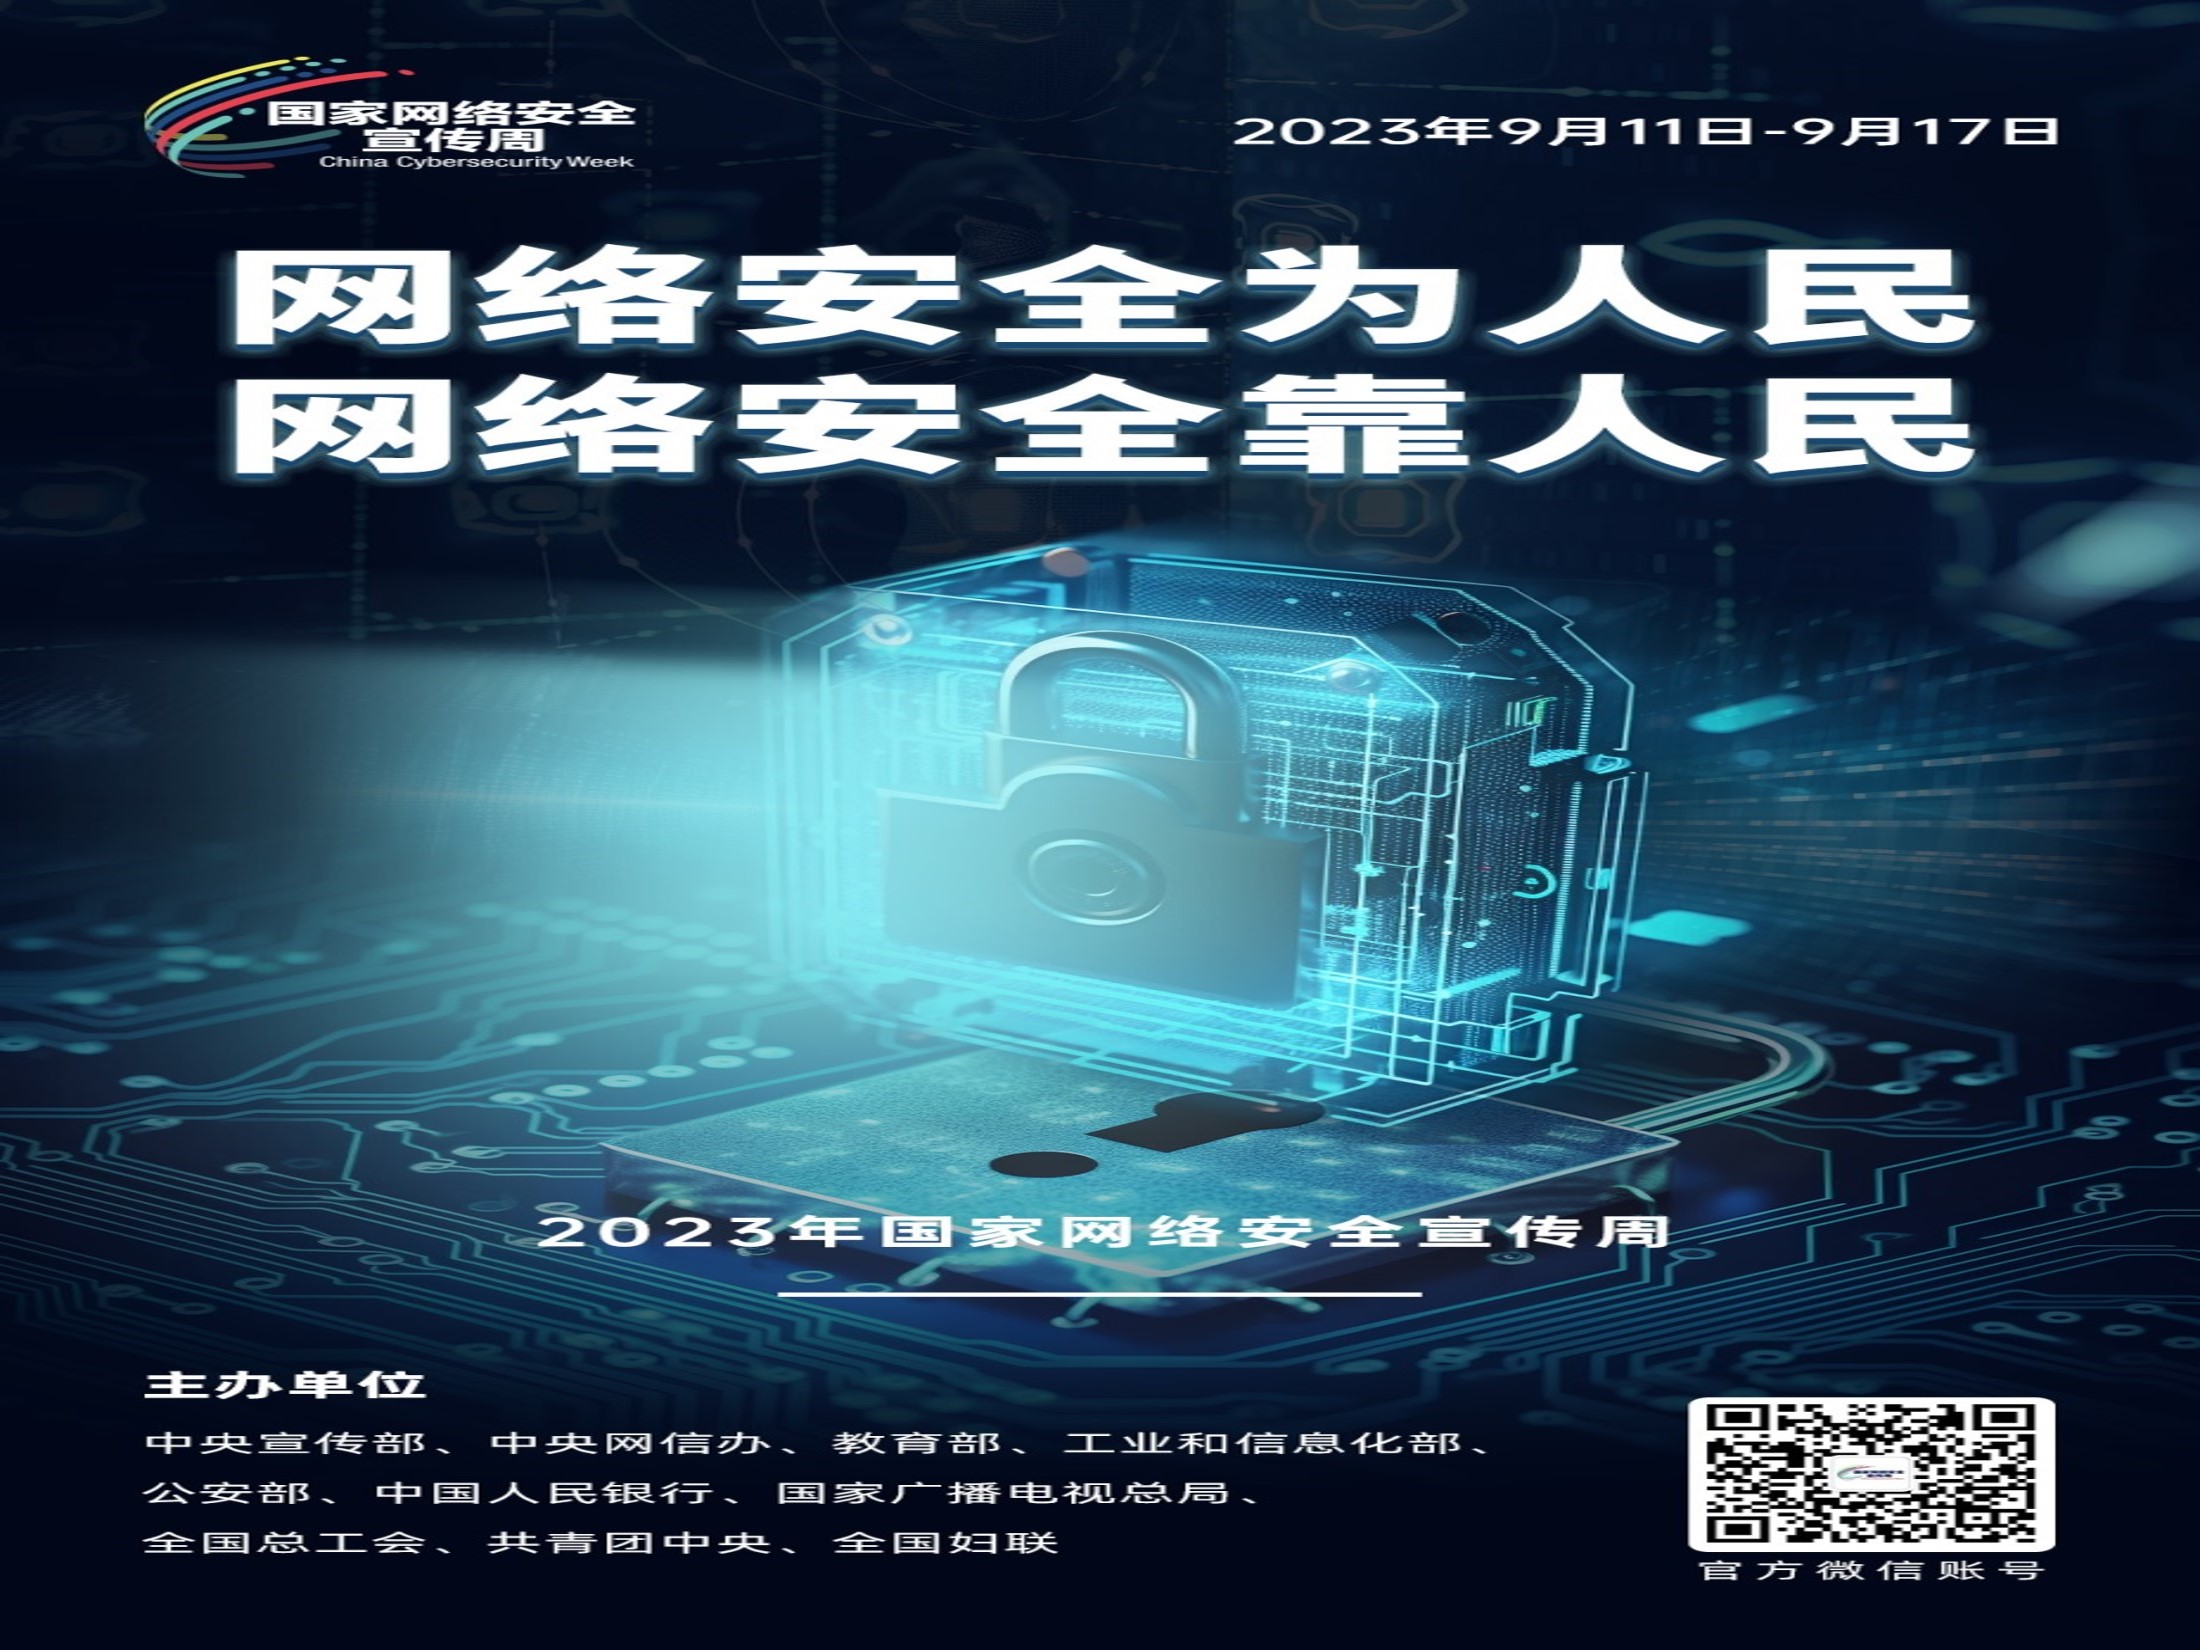 国家网络安全
宣传周
China Cybersecurity Week
2023年9月11日-9月17日
网络安全为人民
网络安全靠人民
2023年国家网络安全宣传周
主办单位
中央宣传部、中央网信办、教育部、工业和信息化部、
公安部、中国人民银行、国家广播电视总局、
全国总工会、共青团中央、全国妇联
官方微信账号